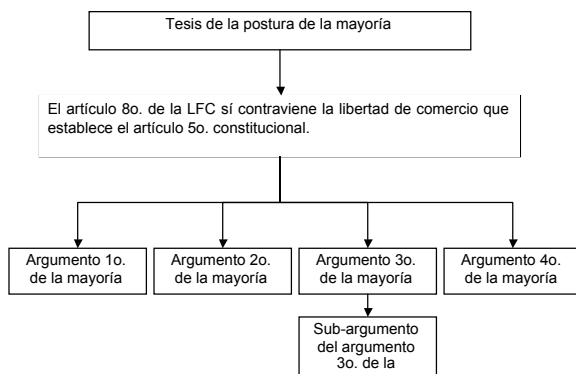 Tesis de la postura de la mayoría
El artículo 8o. de la LFC sí contraviene la libertad de comercio que
establece el artículo 5o. constitucional.
Argumento 1o.
de la mayoría
Argumento 2o.
de la mayoría
Argumento 3o.
de la mayoría
Argumento 4o.
de la mayoría
Sub-argumento
del argumento
3o. de la